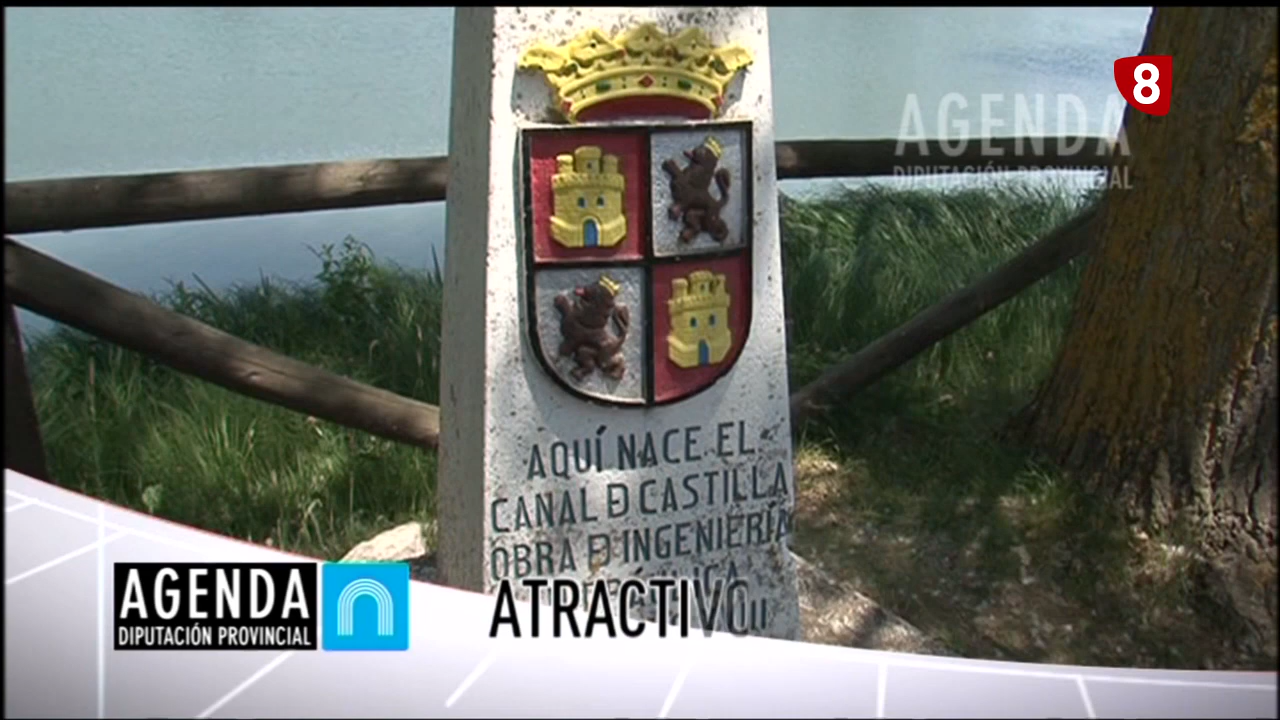 8
AGENDA
DIPUTACIÓN PROVINCIAL
AQUÍ NACE EL
CANAL D CASTILLA
OBRA D INGENIERÍA
AGENDA
DIPUTACIÓN PROVINCIAL
ATRACTIVO